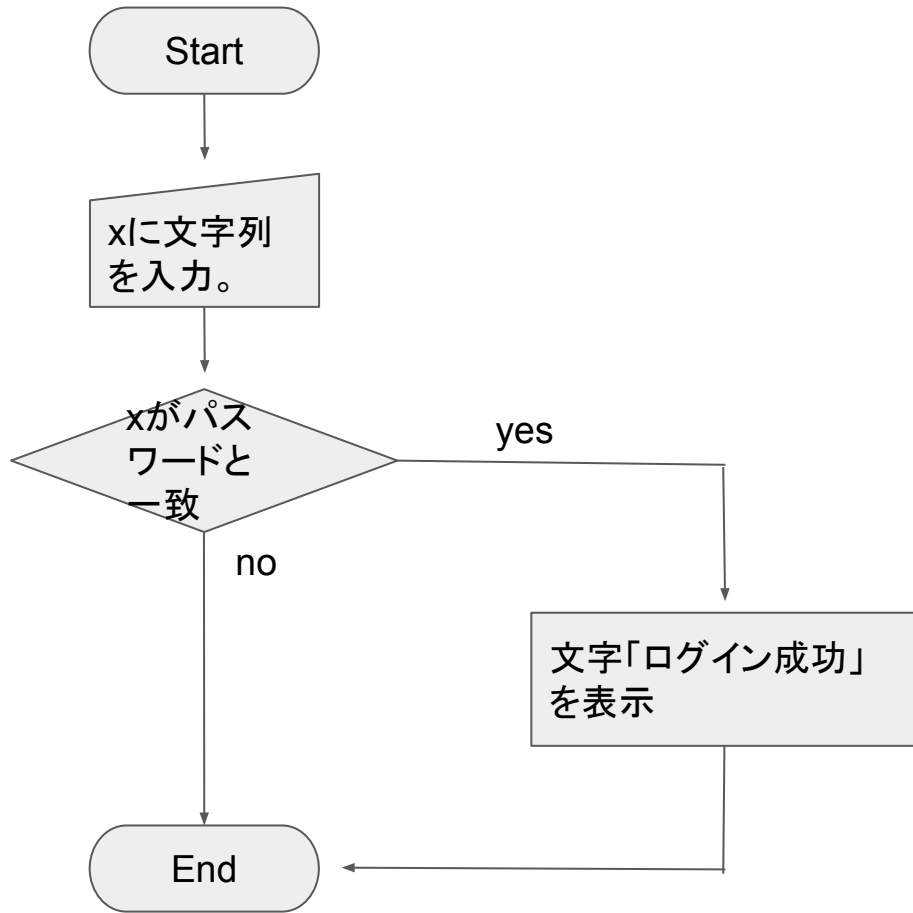 Start
xに文字列
を入力。
xがパス
ワードと
一致
yes
no
文字「ログイン成功」
を表示
End